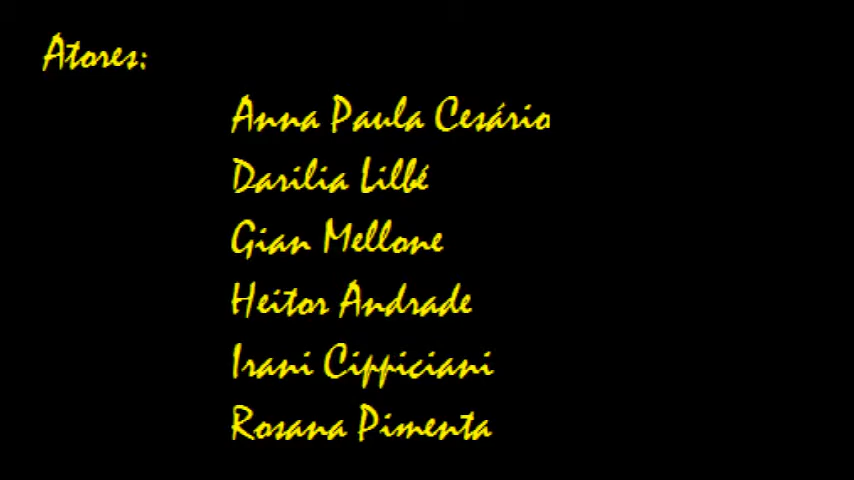 Atores:
Anna Paula Cesário
Darilia Lilbé
Gian Mellone
Heitor Andrade
Irani Cippiciani
Rosana Pimenta